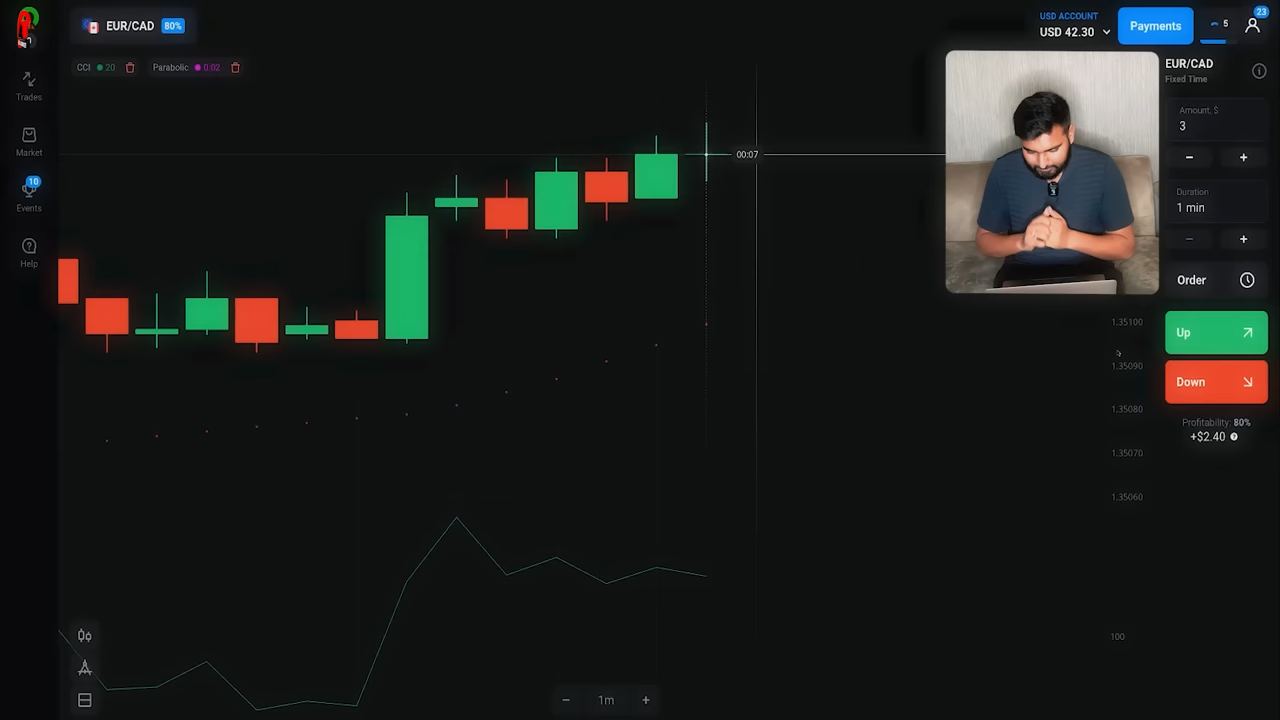 EUR/CAD 80%
USD ACCOUNT
USD 42.30
Payments
5
23
CCI 20
Parabolic 0.02
Trades
Market
10
Events
Help
00:07
EUR/CAD
Fixed Time
Amount, $
3
Duration
1 min
Order
Up
Down
Profitability: 80%
+$2.40
1.35100
1.35090
1.35080
1.35070
1.35060
100
1m